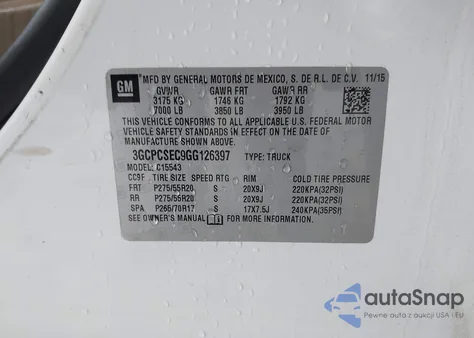 GM
MFD BY GENERAL MOTORS DE MEXICO, S. DE R.L. DE C.V. 11/15
GVWR GAWR FRT GAWR RR
3175 KG 1746 KG 1792 KG
7000 LB 3850 LB 3950 LB
THIS VEHICLE CONFORMS TO ALL APPLICABLE U.S. FEDERAL MOTOR
VEHICLE SAFETY STANDARDS IN EFFECT ON THE DATE OF
MANUFACTURE SHOWN ABOVE.
3GCPCSEC9GG126397 TYPE: TRUCK
MODEL: C15543
CC9F TIRE SIZE SPEED RTG RIM COLD TIRE PRESSURE
FRT P275/55R20 S 20X9J 220KPA(32PSI)
RR P275/55R20 S 20X9J 220KPA(32PSI)
SPA P265/70R17 S 17X7.5J 240KPA(35PSI)
SEE OWNER'S MANUAL FOR ADDITIONAL INFORMATION.
autoSnap
Pewne auta z aukcji USA - EU